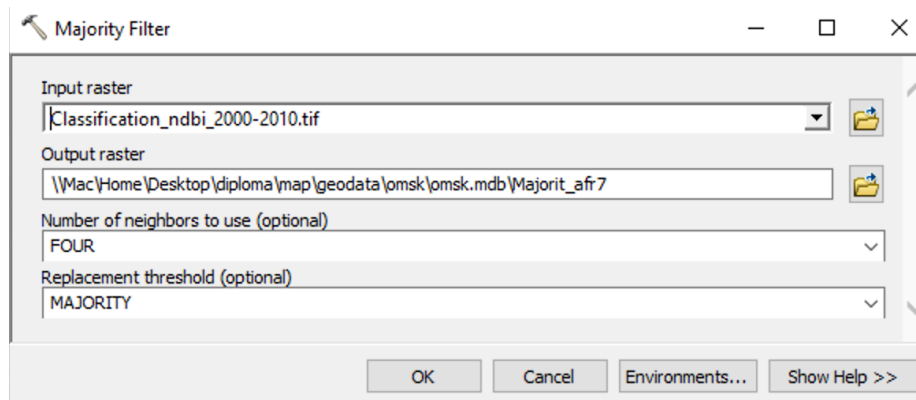 Majority Filter
Input raster
Classification_ndbi_2000-2010.tif
Output raster
\\Mac\Home\Desktop\diploma\map\geodata\omsk\omsk.mdb\Majorit_afr7
Number of neighbors to use (optional)
FOUR
Replacement threshold (optional)
MAJORITY
OK Cancel Environments... Show Help >>